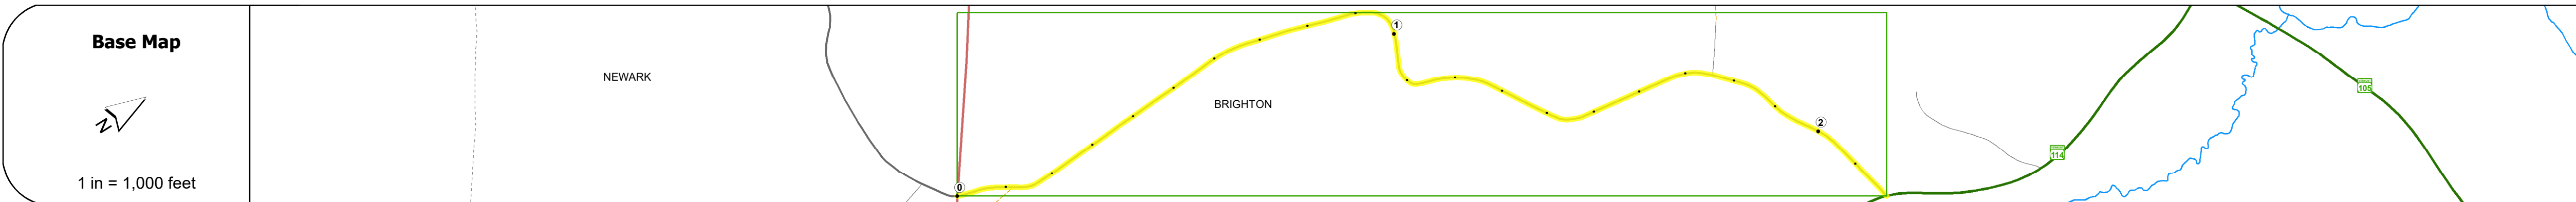 Base Map
N
1 in = 1,000 feet
NEWARK
BRIGHTON
0
1
2
114
105